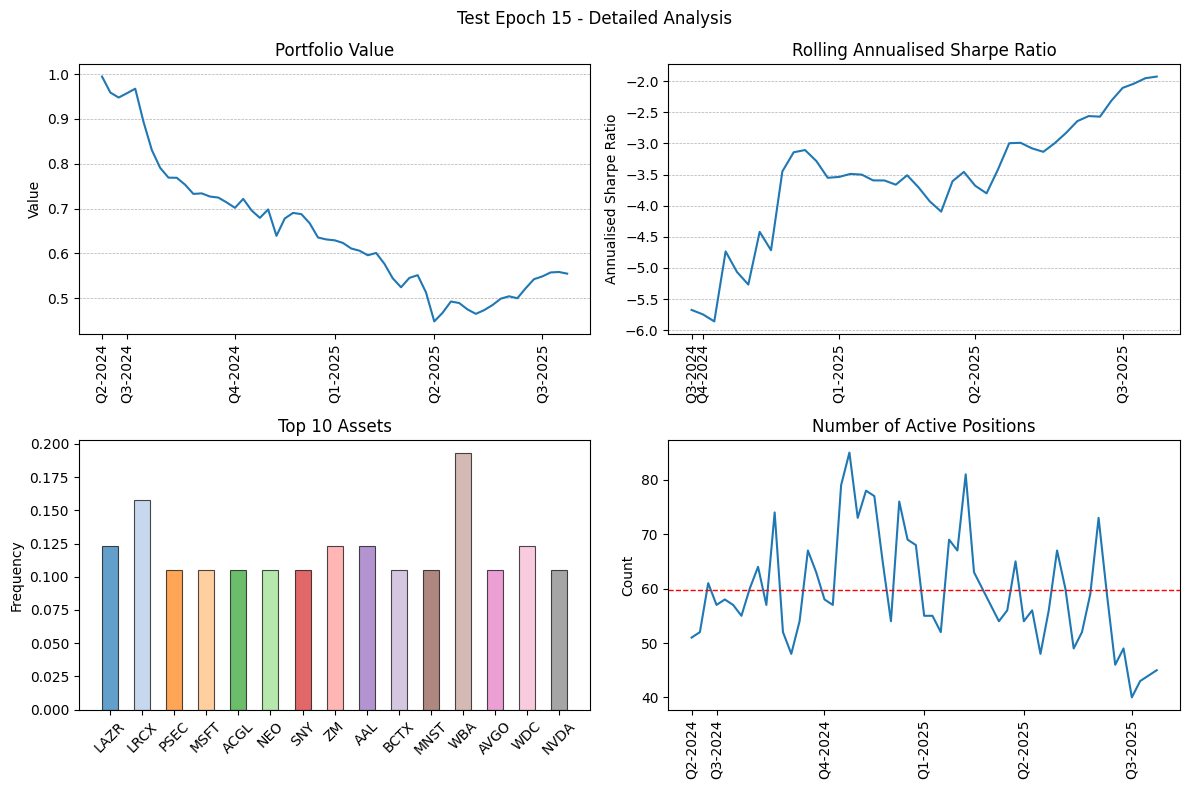 Test Epoch 15 - Detailed Analysis
Portfolio Value
Value
1.0
0.9
0.8
0.7
0.6
0.5
Q2-2024
Q3-2024
Q4-2024
Q1-2025
Q2-2025
Q3-2025
Rolling Annualised Sharpe Ratio
Annualised Sharpe Ratio
−2.0
−2.5
−3.0
−3.5
−4.0
−4.5
−5.0
−5.5
−6.0
Q3-2024
Q4-2024
Q1-2025
Q2-2025
Q3-2025
Top 10 Assets
Frequency
0.200
0.175
0.150
0.125
0.100
0.075
0.050
0.025
0.000
LAZR
LRCX
PSEC
MSFT
ACGL
NEO
SNY
ZM
AAL
BCTX
MNST
WBA
AVGO
WDC
NVDA
Number of Active Positions
Count
80
70
60
50
40
Q2-2024
Q3-2024
Q4-2024
Q1-2025
Q2-2025
Q3-2025